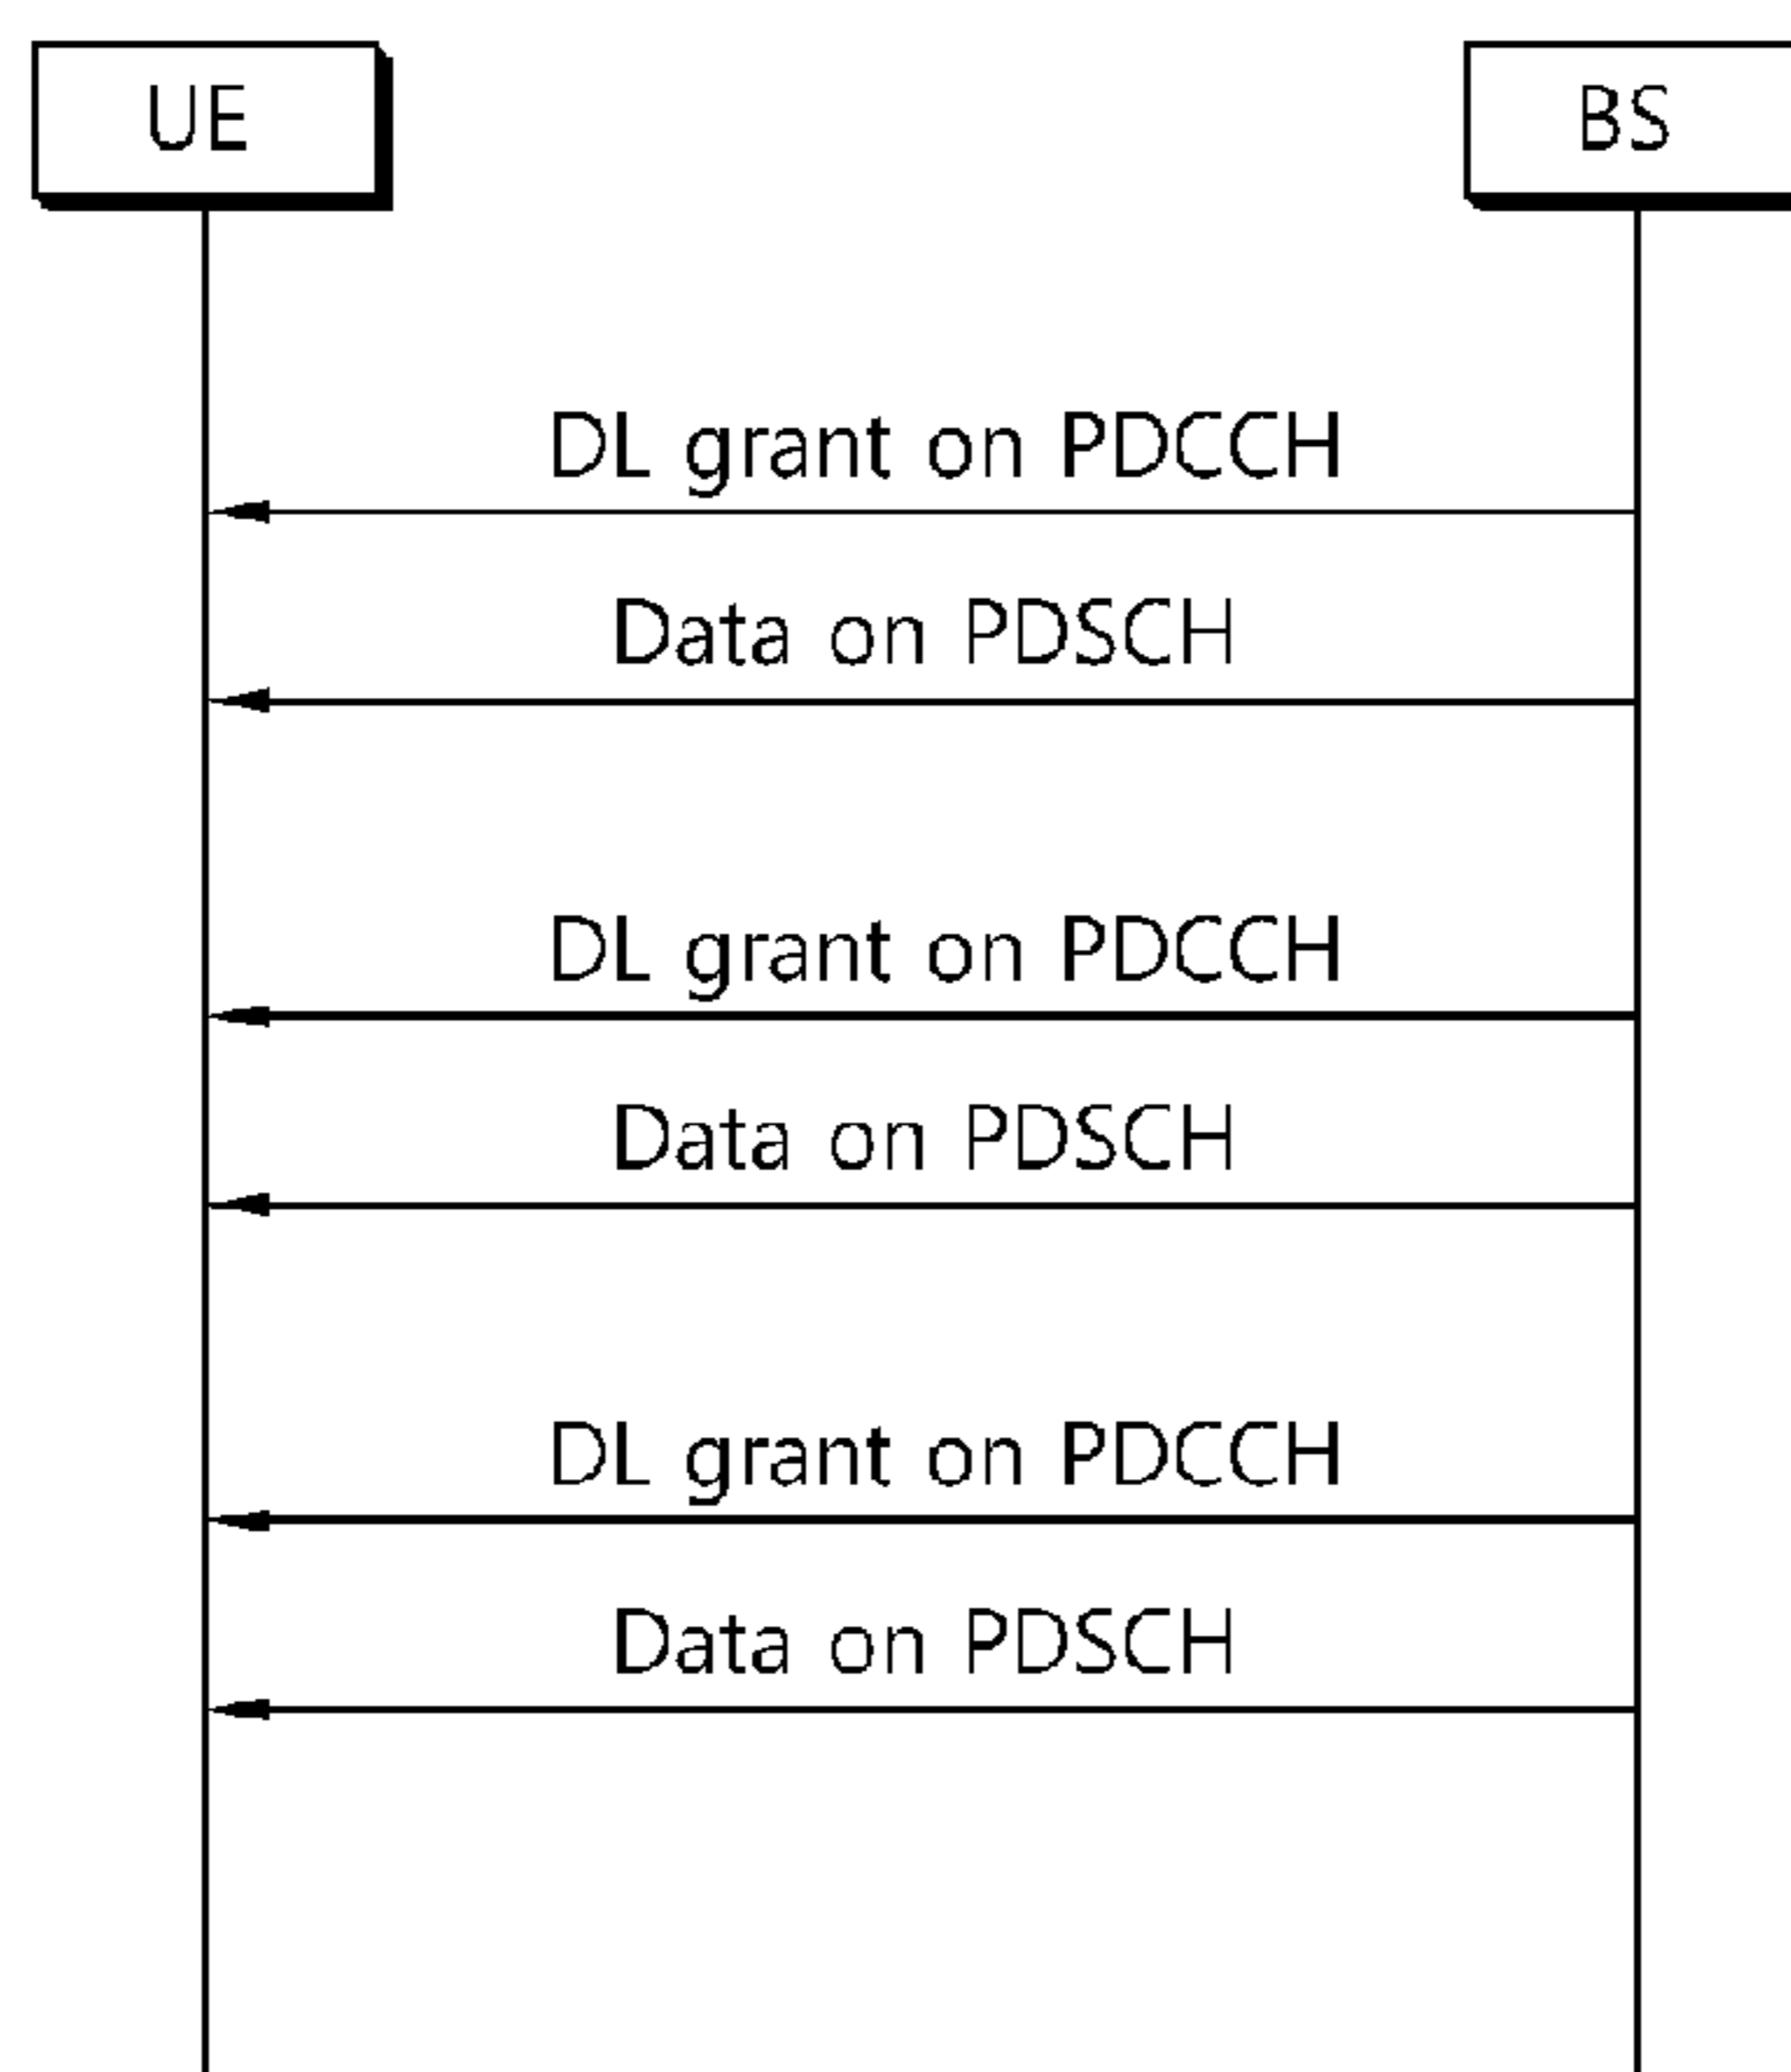 UE
BS
DL grant on PDCCH
Data on PDSCH
DL grant on PDCCH
Data on PDSCH
DL grant on PDCCH
Data on PDSCH